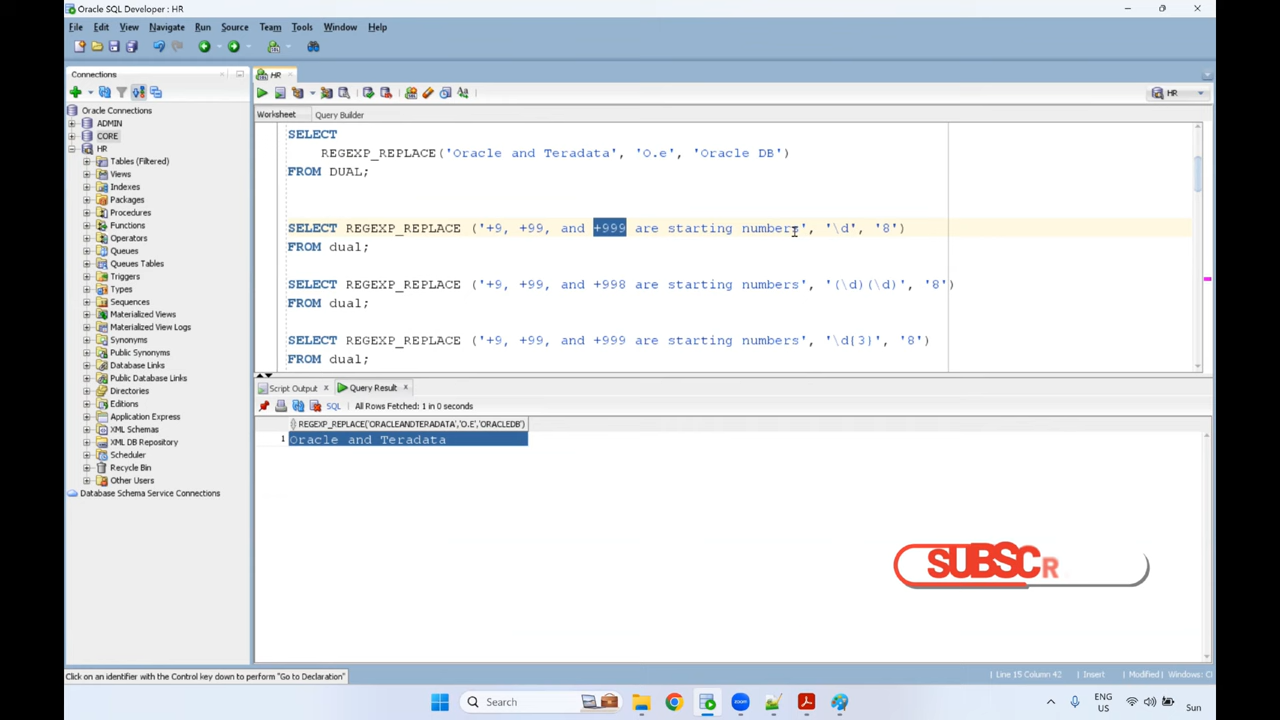 Oracle SQL Developer : HR
File Edit View Navigate Run Source Team Tools Window Help
Connections
HR
Oracle Connections
ADMIN
CORE
HR
Tables (Filtered)
Views
Indexes
Packages
Procedures
Functions
Operators
Queues
Queues Tables
Triggers
Types
Sequences
Materialized Views
Materialized View Logs
Synonyms
Public Synonyms
Database Links
Public Database Links
Directories
Editions
Application Express
XML Schemas
XML DB Repository
Scheduler
Recycle Bin
Other Users
Database Schema Service Connections
HR
Worksheet Query Builder
SELECT
REGEXP_REPLACE('Oracle and Teradata', 'O.e', 'Oracle DB')
FROM DUAL;
SELECT REGEXP_REPLACE ('+9, +99, and +999 are starting numbers', '\d', '8')
FROM dual;
SELECT REGEXP_REPLACE ('+9, +99, and +998 are starting numbers', '(\d)(\d)', '8')
FROM dual;
SELECT REGEXP_REPLACE ('+9, +99, and +999 are starting numbers', '\d{3}', '8')
FROM dual;
Script Output Query Result
SQL All Rows Fetched: 1 in 0 seconds
REGEXP_REPLACE('ORACLEANDTERADATA','O.E','ORACLEDB')
1 Oracle and Teradata
SUBSCR
Click on an identifier with the Control key down to perform "Go to Declaration"
Line 15 Column 42 Insert Modified Windows: C
Search
ENG
US
Sun